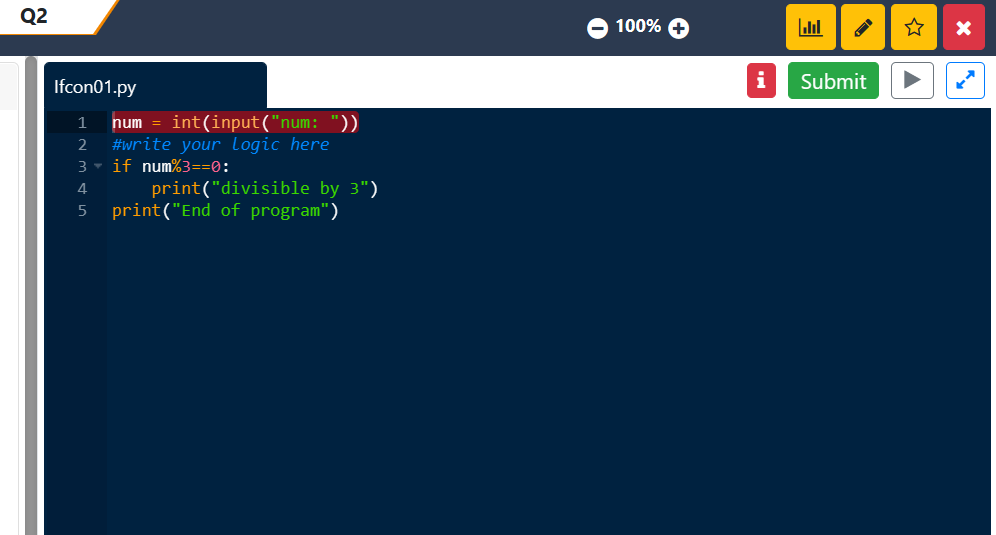 Q2
100%
Ifcon01.py
Submit
1 num = int(input("num: "))
2 #write your logic here
3 if num%3==0:
4     print("divisible by 3")
5 print("End of program")